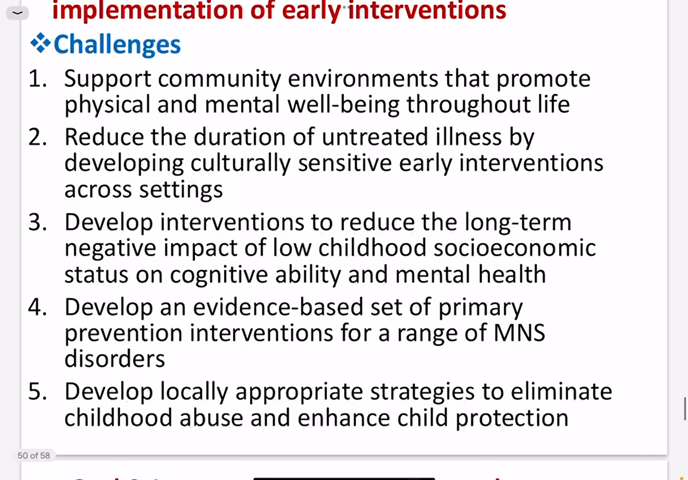 implementation of early interventions
❖Challenges
1. Support community environments that promote
physical and mental well-being throughout life
2. Reduce the duration of untreated illness by
developing culturally sensitive early interventions
across settings
3. Develop interventions to reduce the long-term
negative impact of low childhood socioeconomic
status on cognitive ability and mental health
4. Develop an evidence-based set of primary
prevention interventions for a range of MNS
disorders
5. Develop locally appropriate strategies to eliminate
childhood abuse and enhance child protection
50 of 58